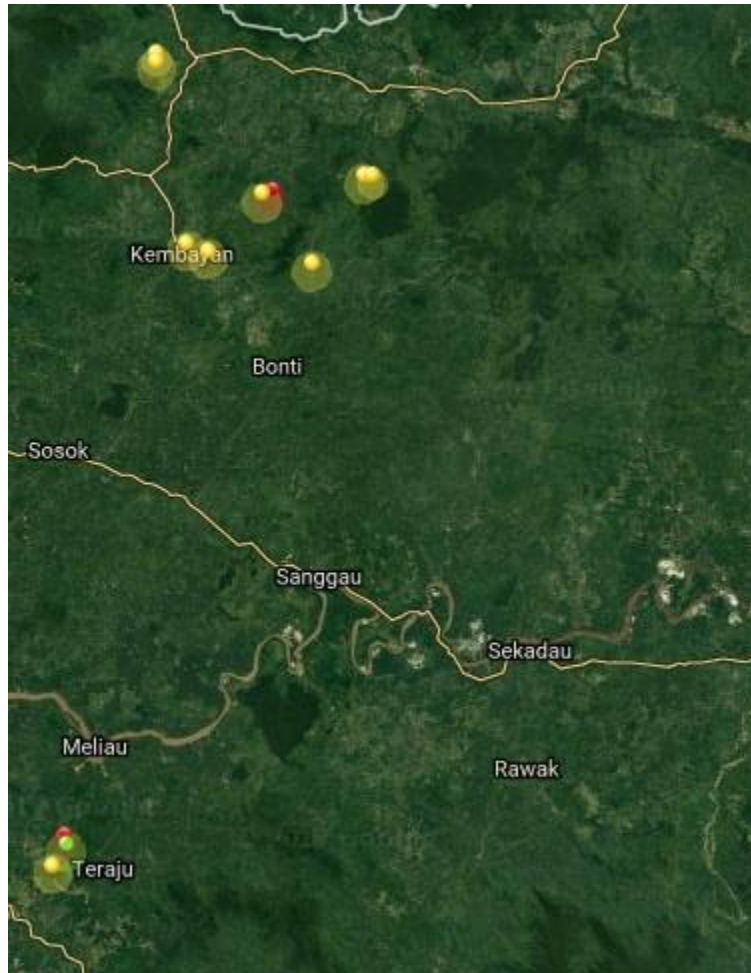 Kembayan
Bonti
Sosok
Sanggau
Sekadau
Meliau
Rawak
Teraju